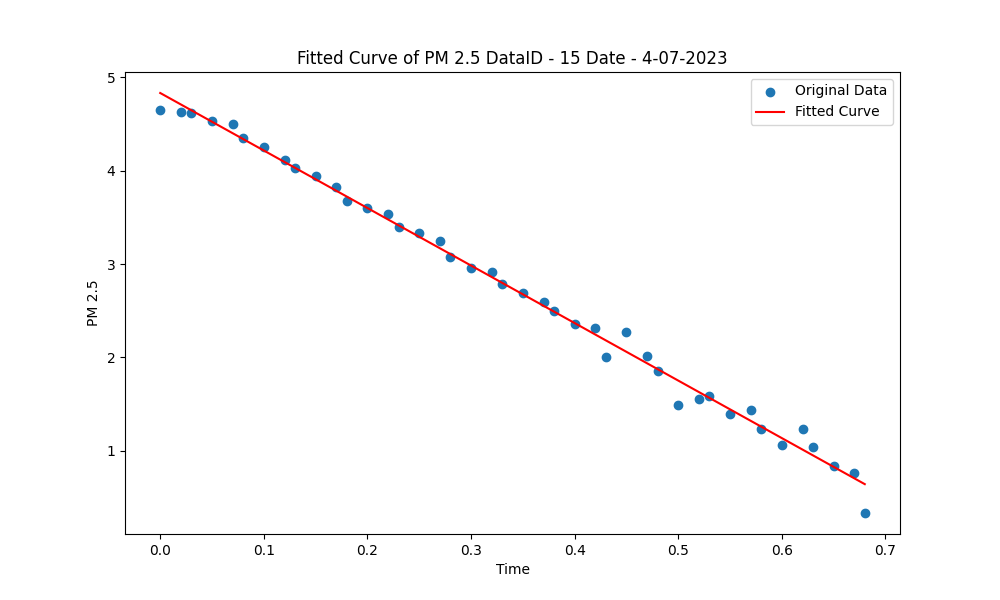 Fitted Curve of PM 2.5 DataID - 15 Date - 4-07-2023
Original Data
Fitted Curve
PM 2.5
5
4
3
2
1
0.0 0.1 0.2 0.3 0.4 0.5 0.6 0.7
Time